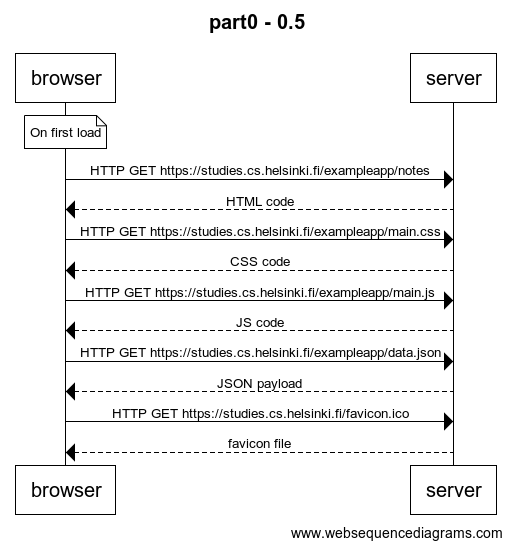 part0 - 0.5
browser
server
On first load
HTTP GET https://studies.cs.helsinki.fi/exampleapp/notes
HTML code
HTTP GET https://studies.cs.helsinki.fi/exampleapp/main.css
CSS code
HTTP GET https://studies.cs.helsinki.fi/exampleapp/main.js
JS code
HTTP GET https://studies.cs.helsinki.fi/exampleapp/data.json
JSON payload
HTTP GET https://studies.cs.helsinki.fi/favicon.ico
favicon file
browser
server
www.websequencediagrams.com